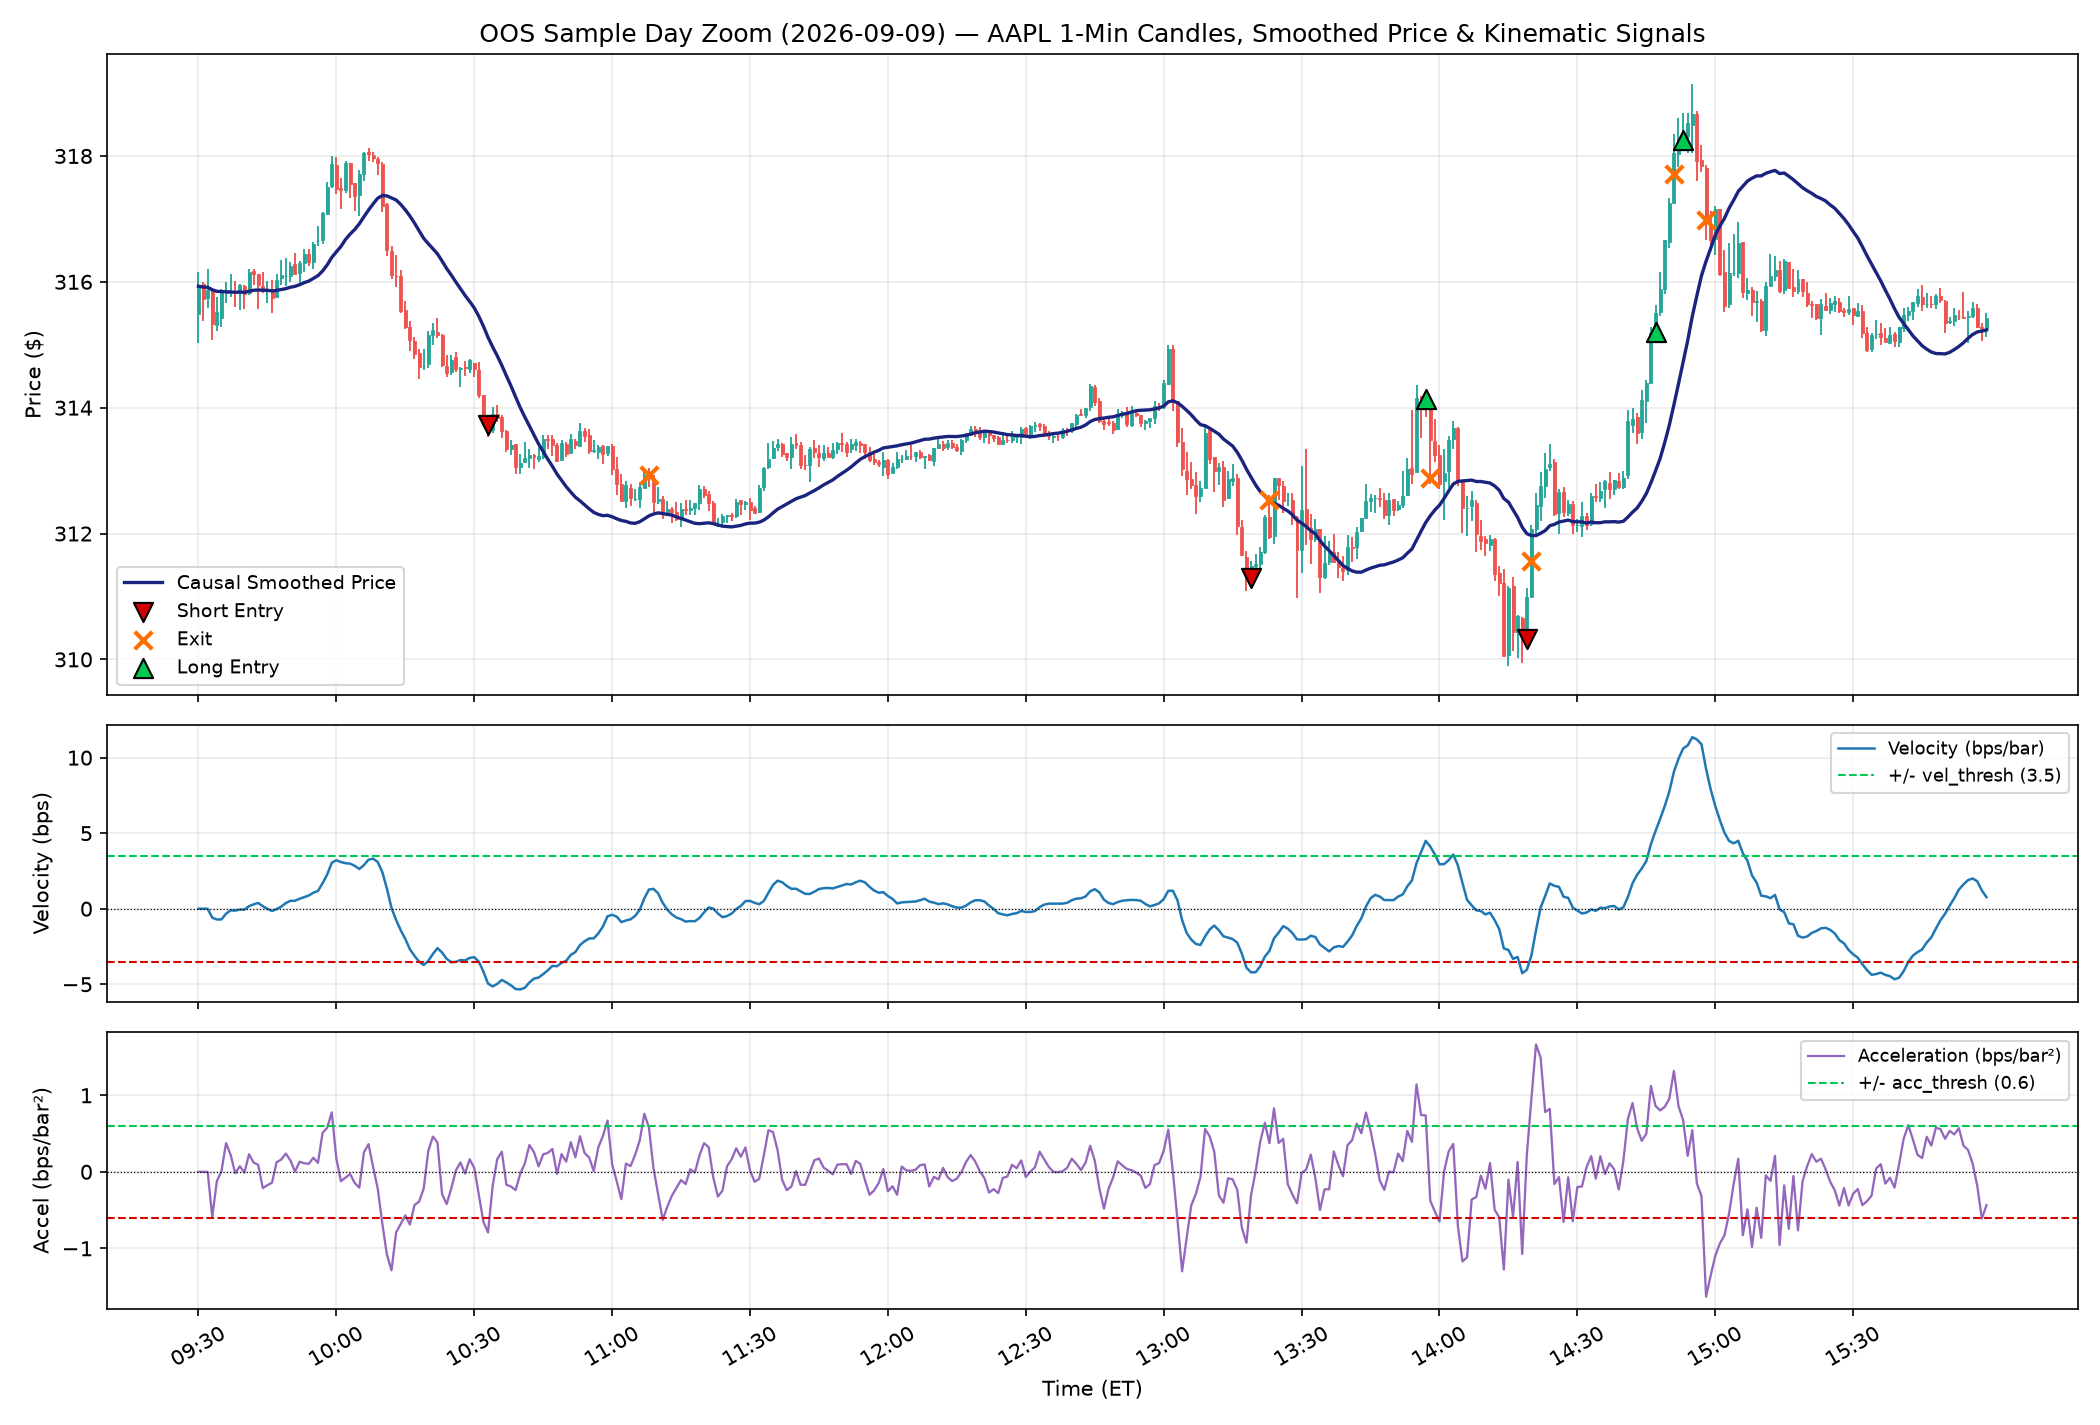 OOS Sample Day Zoom (2026-09-09) — AAPL 1-Min Candles, Smoothed Price & Kinematic Signals
Price ($)
318
316
314
312
310
Causal Smoothed Price
Short Entry
Exit
Long Entry
Velocity (bps)
10
5
0
−5
Velocity (bps/bar)
+/- vel_thresh (3.5)
Accel (bps/bar²)
1
0
−1
Acceleration (bps/bar²)
+/- acc_thresh (0.6)
09:30
10:00
10:30
11:00
11:30
12:00
12:30
13:00
13:30
14:00
14:30
15:00
15:30
Time (ET)